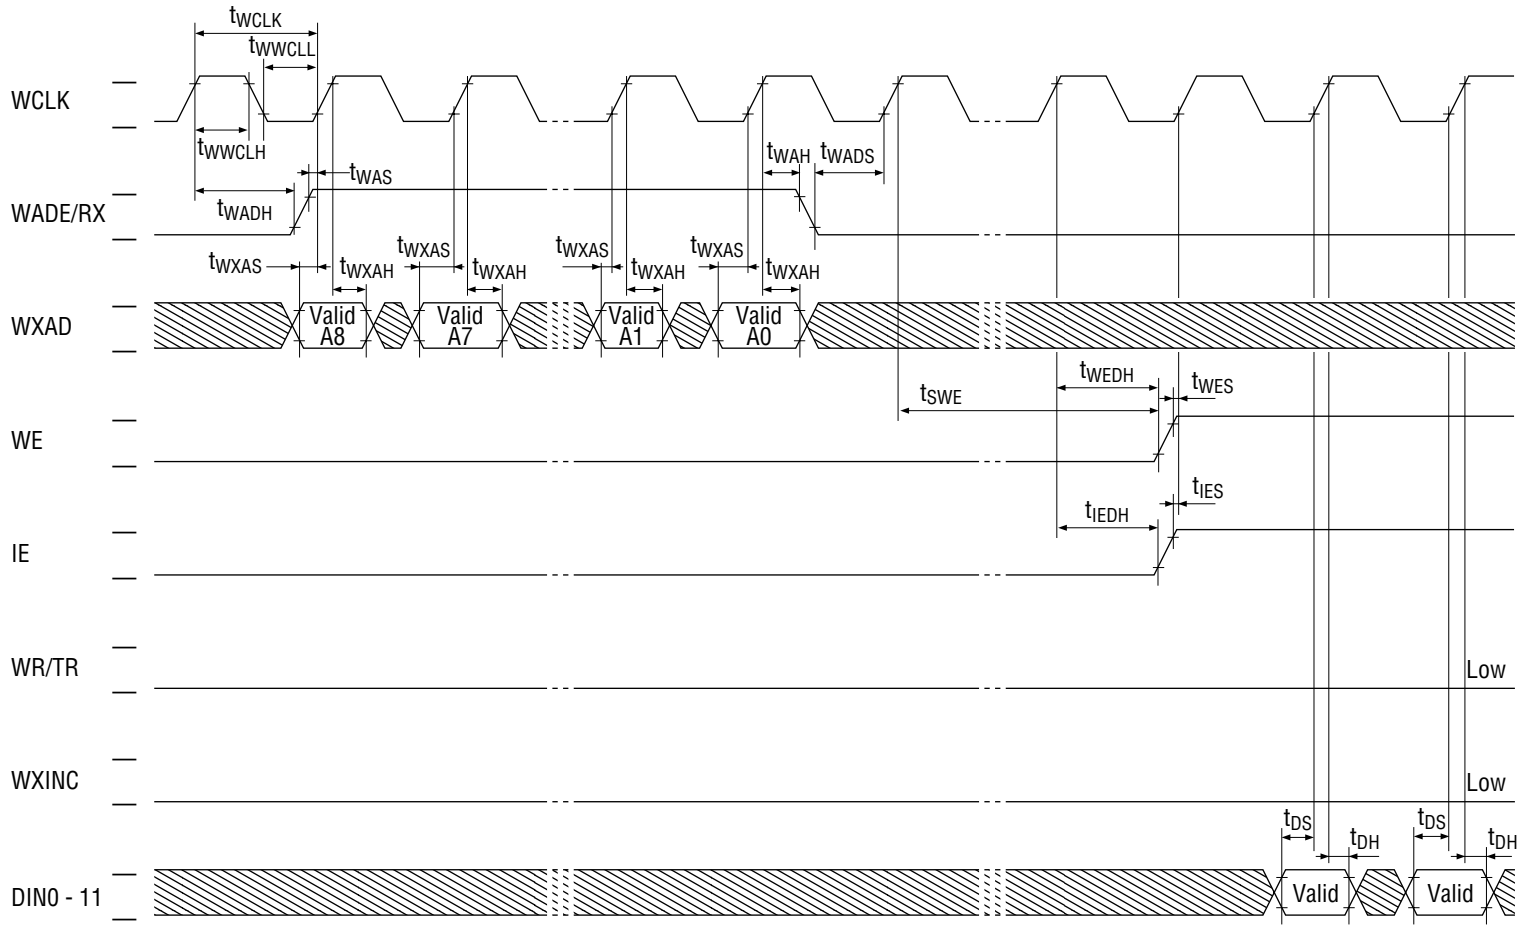 tWCLK
tWWCLL
WCLK
tWWCLH
tWAS
tWAH tWADS
WADE/RX
tWADH
tWXAS tWXAH tWXAS tWXAH tWXAS tWXAH tWXAS tWXAH
WXAD
Valid A8
Valid A7
Valid A1
Valid A0
tWEDH
tWES
tSWE
WE
tIES
tIEDH
IE
WR/TR
Low
WXINC
Low
tDS tDH tDS tDH
DIN0 - 11
Valid
Valid